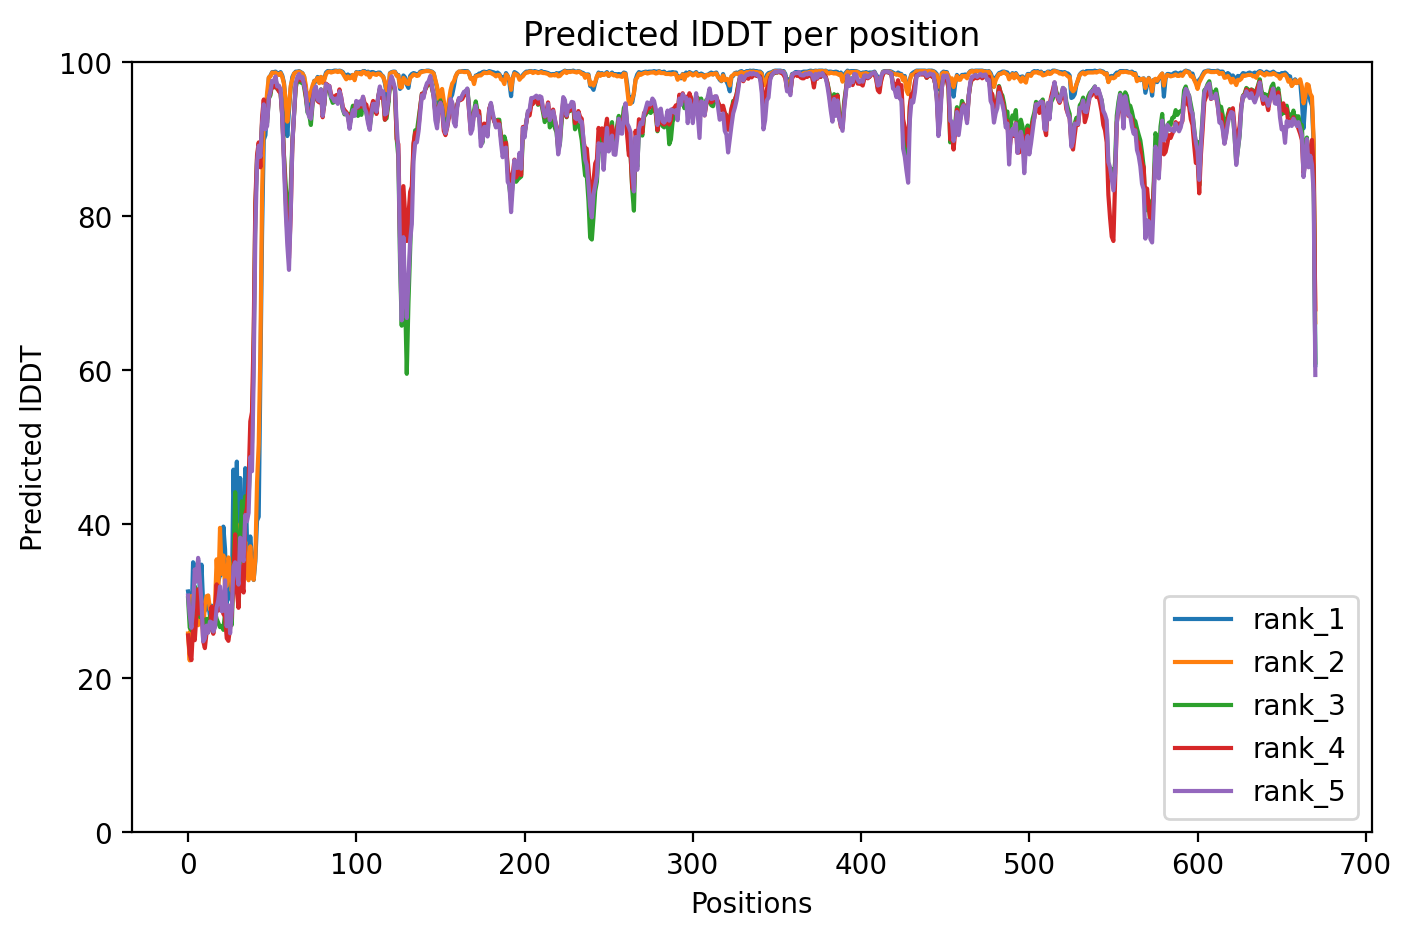 Predicted lDDT per position
Predicted lDDT
100
80
60
40
20
0
0 100 200 300 400 500 600 700
Positions
rank_1
rank_2
rank_3
rank_4
rank_5